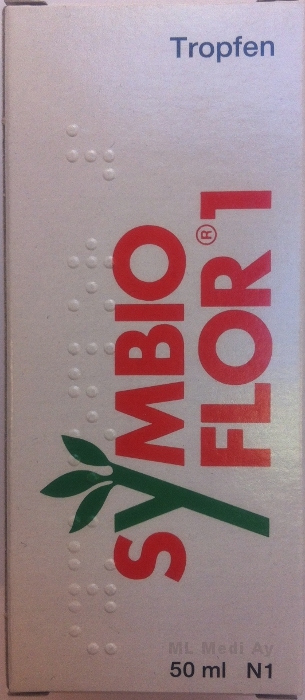 Tropfen
SYMBIO
FLOR® 1
ML Medi Ay
50 ml N1